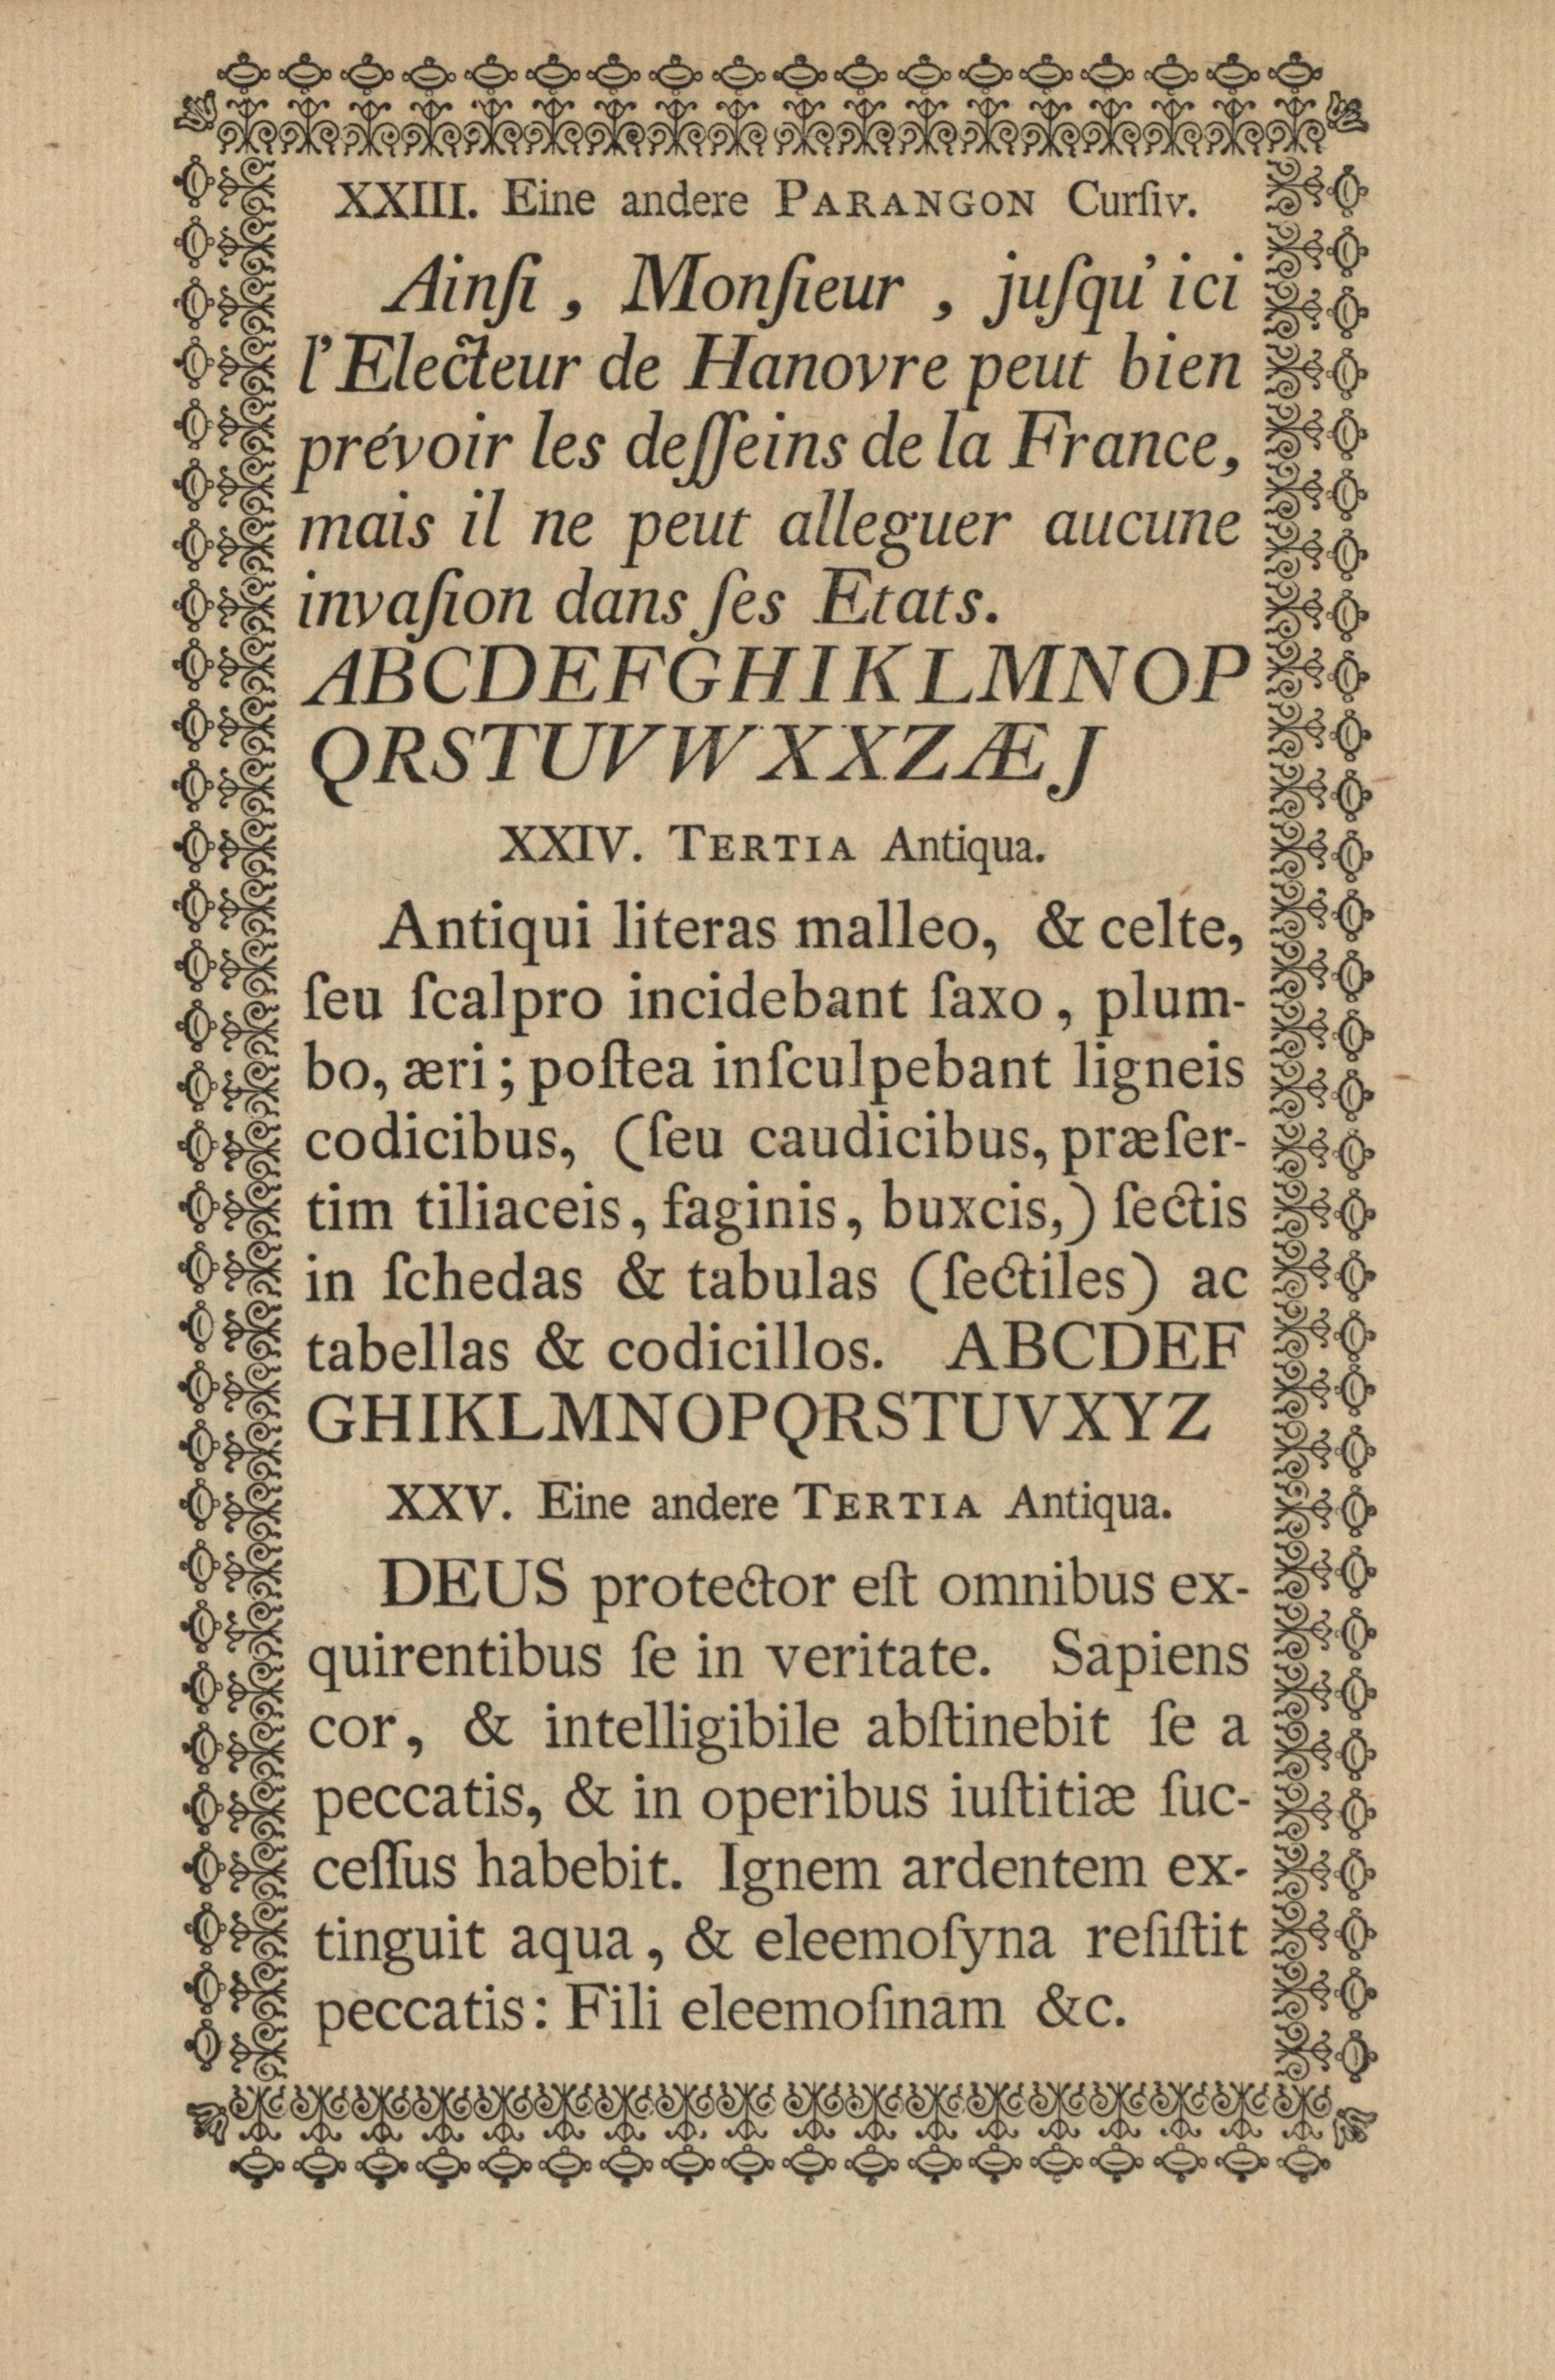 XXIII. Eine andere PARANGON Curſiv.
Ainſi, Monſieur, juſqu'ici
l'Electeur de Hanovre peut bien
prévoir les deſſeins de la France,
mais il ne peut alleguer aucune
invaſion dans ſes Etats.
ABCDEFGHIKLMNOP
QRSTUVWXXZÆJ
XXIV. TERTIA Antiqua.
Antiqui literas malleo, & celte,
ſeu ſcalpro incidebant ſaxo, plum-
bo, æri; poſtea inſculpebant ligneis
codicibus, (ſeu caudicibus, præſer-
tim tiliaceis, faginis, buxcis,) ſectis
in ſchedas & tabulas (ſectiles) ac
tabellas & codicillos. ABCDEF
GHIKLMNOPQRSTUVXYZ
XXV. Eine andere TERTIA Antiqua.
DEUS protector eſt omnibus ex-
quirentibus ſe in veritate. Sapiens
cor, & intelligibile abſtinebit ſe a
peccatis, & in operibus iuſtitiæ ſuc-
ceſſus habebit. Ignem ardentem ex-
tinguit aqua, & eleemoſyna reſiſtit
peccatis: Fili eleemoſinam &c.